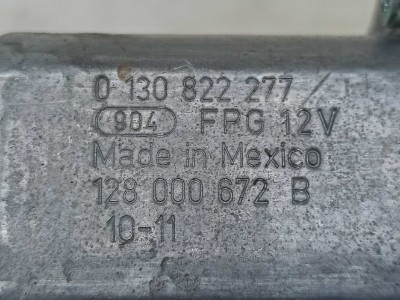 0 130 822 277
904 FPG 12V
Made in Mexico
128 000 672 B
10-11